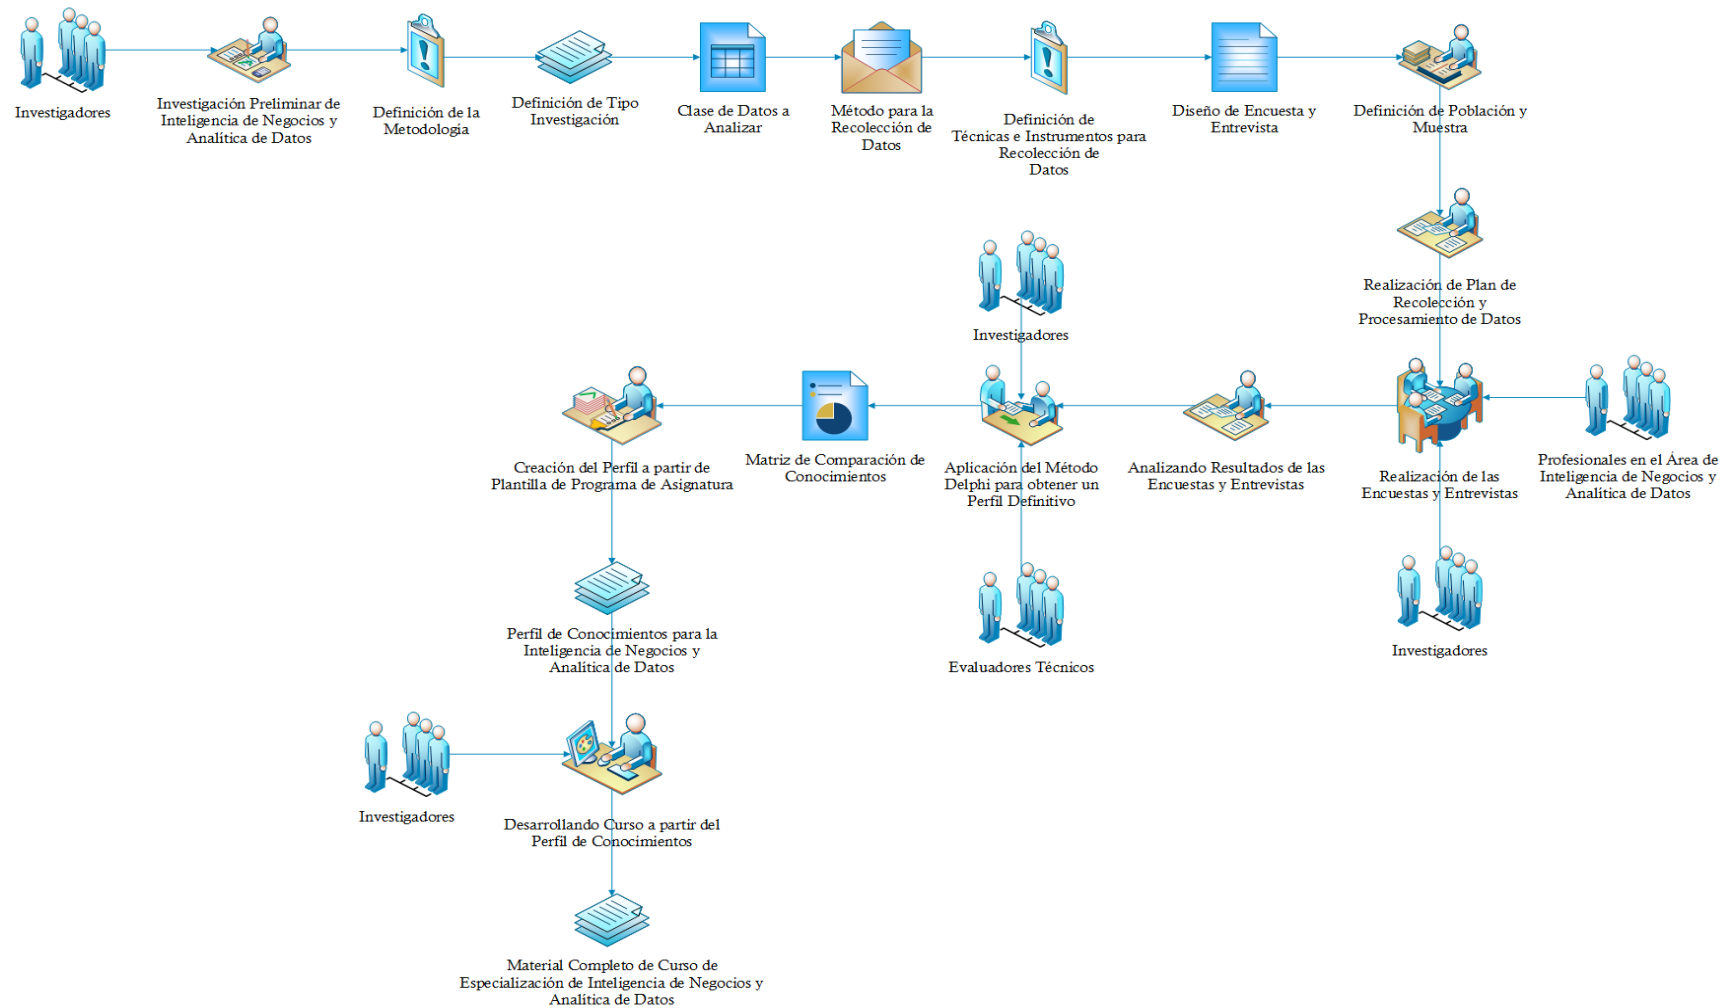 Investigadores
Investigación Preliminar de
Inteligencia de Negocios y
Analítica de Datos
Definición de la
Metodología
Definición de Tipo
Investigación
Clase de Datos a
Analizar
Método para la
Recolección de
Datos
Definición de
Técnicas e Instrumentos para
Recolección de
Datos
Diseño de Encuesta y
Entrevista
Definición de Población y
Muestra
Realización de Plan de
Recolección y
Procesamiento de Datos
Investigadores
Creación del Perfil a partir de
Plantilla de Programa de Asignatura
Matriz de Comparación de
Conocimientos
Aplicación del Método
Delphi para obtener un
Perfil Definitivo
Analizando Resultados de las
Encuestas y Entrevistas
Realización de las
Encuestas y Entrevistas
Profesionales en el Área de
Inteligencia de Negocios y
Analítica de Datos
Perfil de Conocimientos para la
Inteligencia de Negocios y
Analítica de Datos
Evaluadores Técnicos
Investigadores
Investigadores
Desarrollando Curso a partir del
Perfil de Conocimientos
Material Completo de Curso de
Especialización de Inteligencia de Negocios y
Analítica de Datos